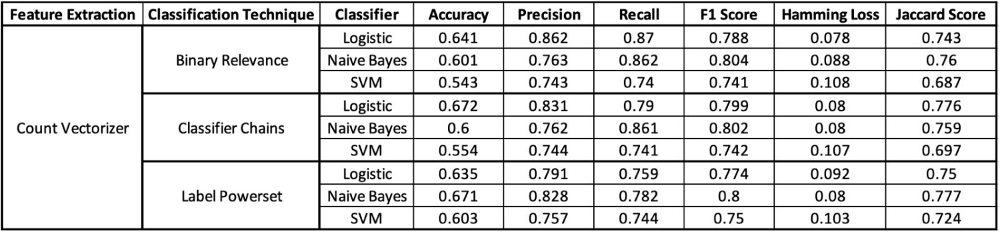 Feature Extraction Classification Technique Classifier Accuracy Precision Recall F1 Score Hamming Loss Jaccard Score
Count Vectorizer Binary Relevance Logistic 0.641 0.862 0.87 0.788 0.078 0.743
Naive Bayes 0.601 0.763 0.862 0.804 0.088 0.76
SVM 0.543 0.743 0.74 0.741 0.108 0.687
Classifier Chains Logistic 0.672 0.831 0.79 0.799 0.08 0.776
Naive Bayes 0.6 0.762 0.861 0.802 0.08 0.759
SVM 0.554 0.744 0.741 0.742 0.107 0.697
Label Powerset Logistic 0.635 0.791 0.759 0.774 0.092 0.75
Naive Bayes 0.671 0.828 0.782 0.8 0.08 0.777
SVM 0.603 0.757 0.744 0.75 0.103 0.724